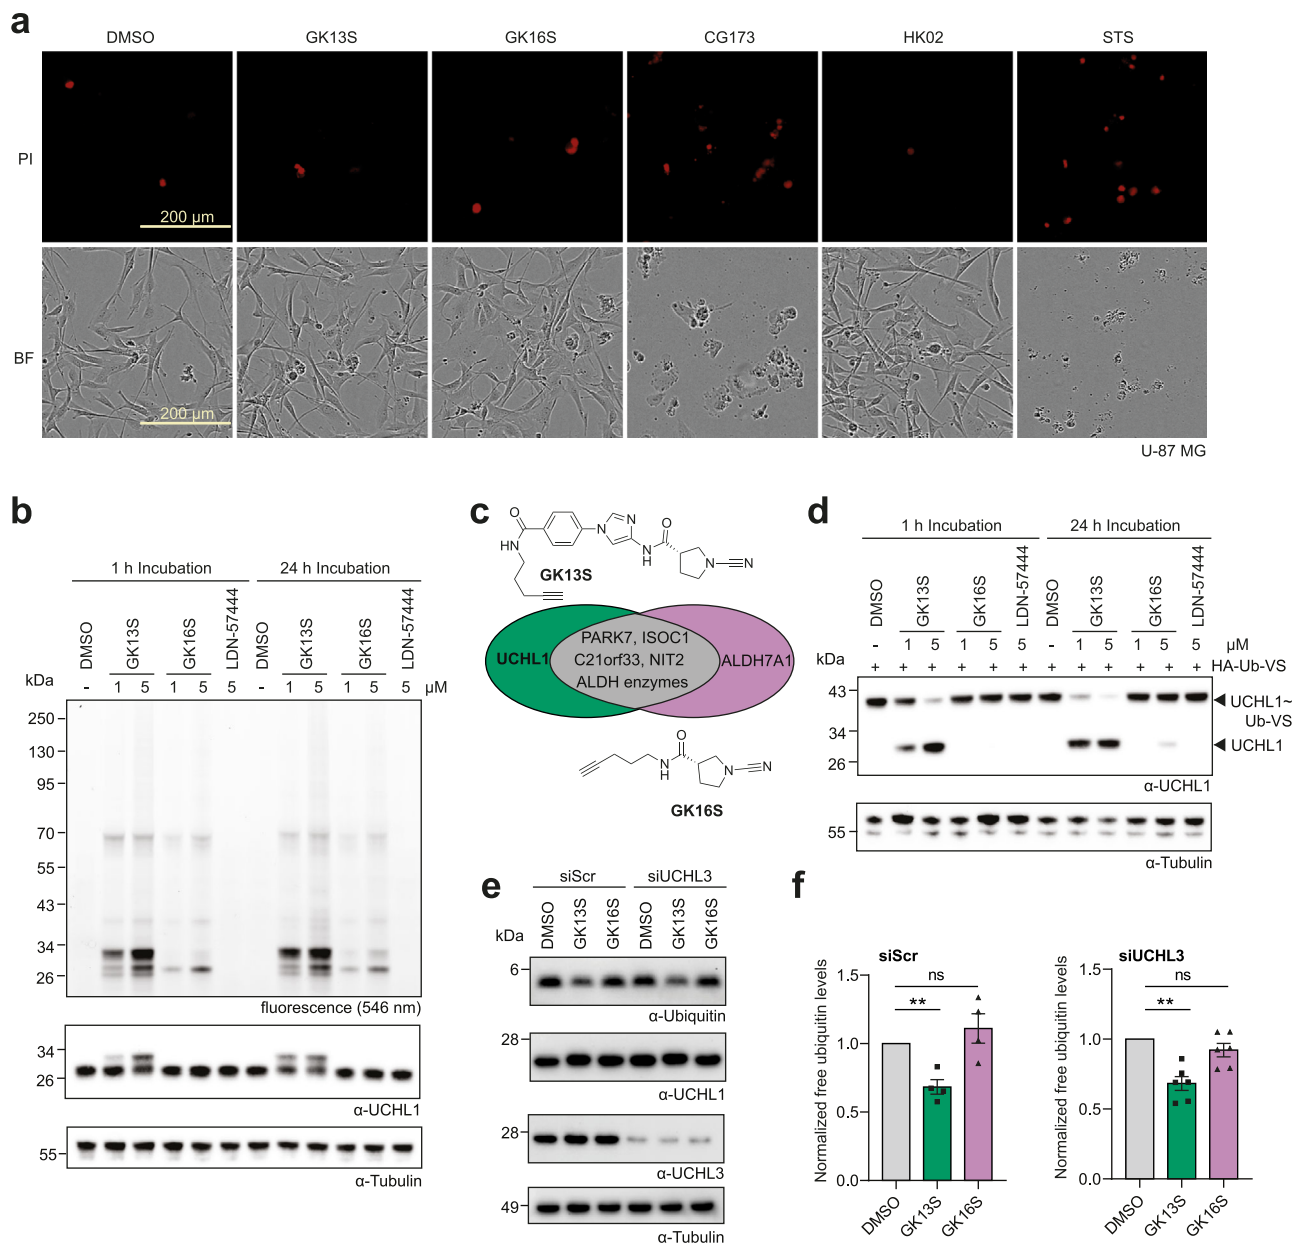 a
DMSO GK13S GK16S CG173 HK02 STS
PI
200 µm
BF
200 µm
U-87 MG
b
1 h Incubation 24 h Incubation
DMSO GK13S GK16S LDN-57444 DMSO GK13S GK16S LDN-57444
kDa - 1 5 1 5 5 - 1 5 1 5 5 µM
250
130
95
70
55
43
34
26
fluorescence (546 nm)
34
26
α-UCHL1
55
α-Tubulin
c
O
N
N
HN
O
NH
N
N
GK13S
UCHL1
PARK7, ISOC1
C21orf33, NIT2
ALDH enzymes
ALDH7A1
O
N
H
N
N
GK16S
d
1 h Incubation 24 h Incubation
DMSO GK13S GK16S LDN-57444 DMSO GK13S GK16S LDN-57444
- 1 5 1 5 5 - 1 5 1 5 5 µM
kDa + + + + + + + + + + + + HA-Ub-VS
43
UCHL1~
Ub-VS
34
UCHL1
26
α-UCHL1
55
α-Tubulin
e
siScr siUCHL3
DMSO GK13S GK16S DMSO GK13S GK16S
kDa
6
α-Ubiquitin
28
α-UCHL1
28
α-UCHL3
49
α-Tubulin
f
siScr
Normalized free ubiquitin levels
1.5
1.0
0.5
0.0
ns
**
DMSO GK13S GK16S
siUCHL3
Normalized free ubiquitin levels
1.5
1.0
0.5
0.0
ns
**
DMSO GK13S GK16S